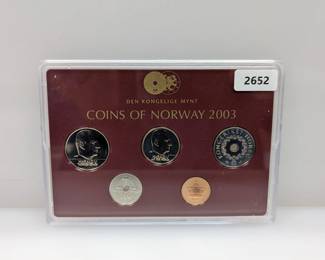 2652
DEN KONGELIGE MYNT
COINS OF NORWAY 2003